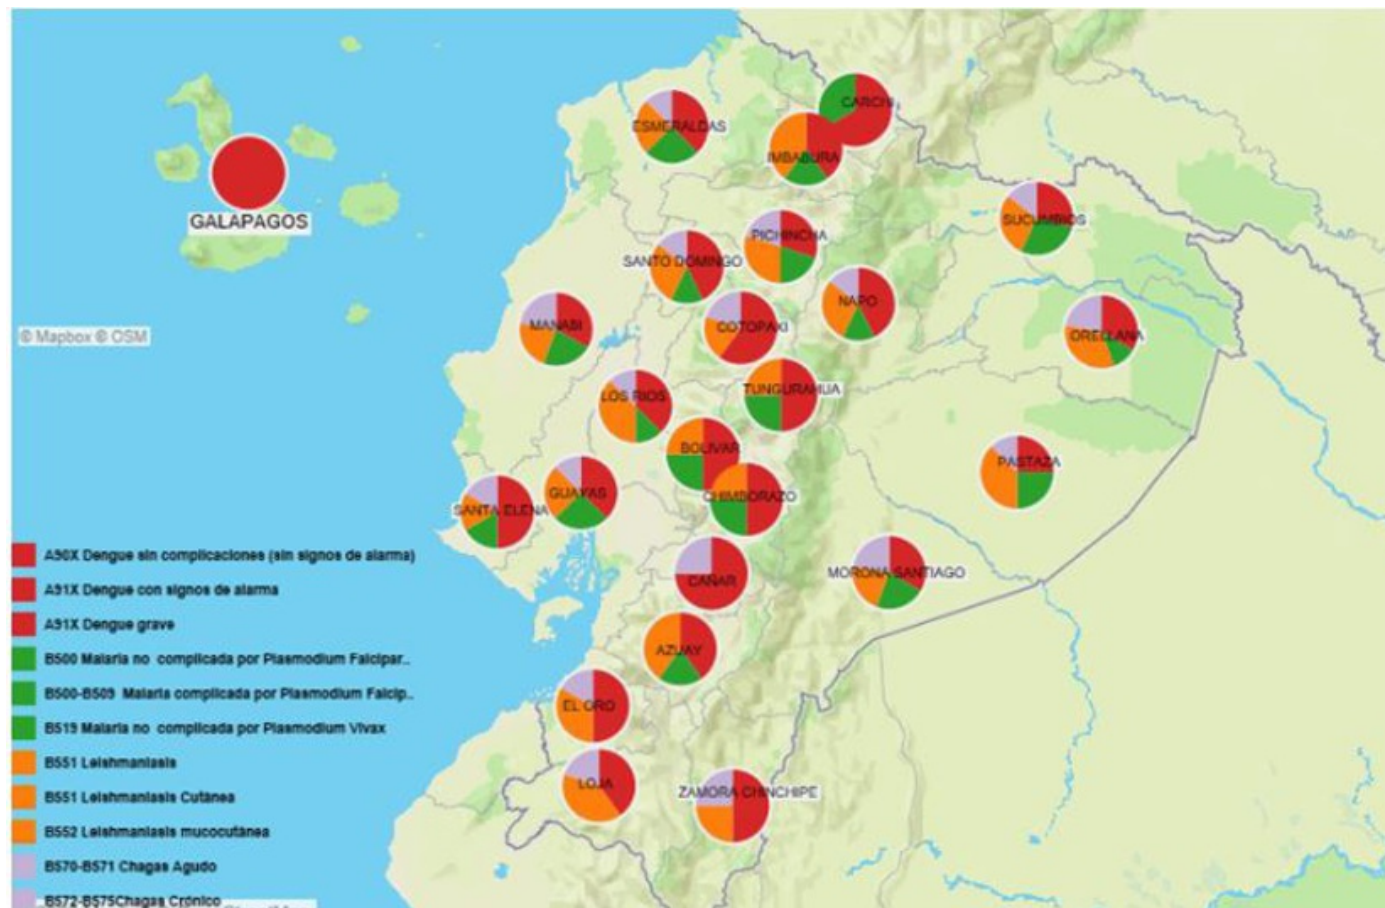 CARCHI
ESMERALDAS
IMBABURA
GALAPAGOS
SUCUMBIOS
PICHINCHA
SANTO DOMINGO
NAPO
MANABI
COTOPAXI
ORELLANA
© Mapbox © OSM
TUNGURAHUA
LOS RIOS
BOLIVAR
PASTAZA
GUAYAS
CHIMBORAZO
SANTA ELENA
A90X Dengue sin complicaciones (sin signos de alarma)
MORONA SANTIAGO
CAÑAR
A91X Dengue con signos de alarma
A91X Dengue grave
AZUAY
B500 Malaria no complicada por Plasmodium Falcipar..
B500-B509 Malaria complicada por Plasmodium Falcip..
EL ORO
B519 Malaria no complicada por Plasmodium Vivax
B551 Leishmaniasis
LOJA
ZAMORA CHINCHIPE
B551 Leishmaniasis Cutánea
B552 Leishmaniasis mucocutánea
B570-B571 Chagas Agudo
B572-B575Chagas Crónico